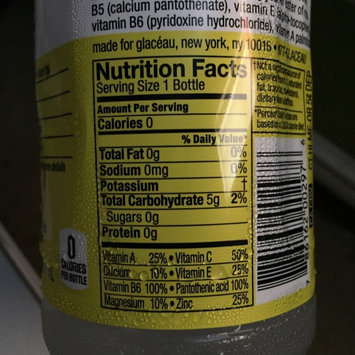 B5 (calcium pantothenate), vitamin E
vitamin B6 (pyridoxine hydrochloride), vitamin A
made for glacéau, new york, ny 10016
Nutrition Facts
Serving Size 1 Bottle
Amount Per Serving
Calories 0
% Daily Value*
Total Fat 0g 0%
Sodium 0mg 0%
Potassium †
Total Carbohydrate 5g 2%
Sugars 0g
Protein 0g
Vitamin A 25% • Vitamin C 50%
Calcium 10% • Vitamin E 25%
Vitamin B6 100% • Pantothenic acid 100%
Magnesium 10% • Zinc 25%
0
CALORIES
PER BOTTLE